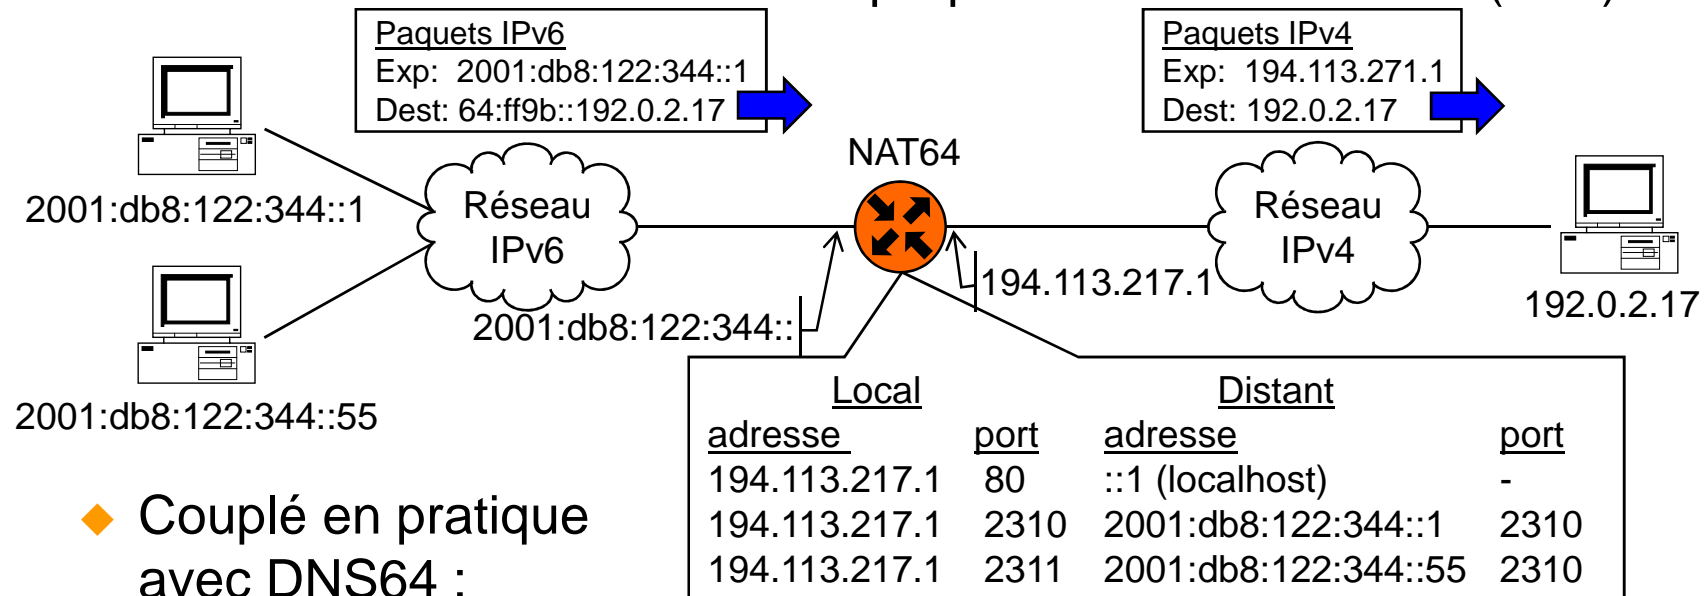 Paquets IPv6
Exp: 2001:db8:122:344::1
Dest: 64:ff9b::192.0.2.17
Paquets IPv4
Exp: 194.113.271.1
Dest: 192.0.2.17
NAT64
2001:db8:122:344::1
Réseau
IPv6
Réseau
IPv4
194.113.217.1
192.0.2.17
2001:db8:122:344::
2001:db8:122:344::55
Local Distant
adresse port adresse port
194.113.217.1 80 ::1 (localhost) -
194.113.217.1 2310 2001:db8:122:344::1 2310
194.113.217.1 2311 2001:db8:122:344::55 2310
Couplé en pratique
avec DNS64 :